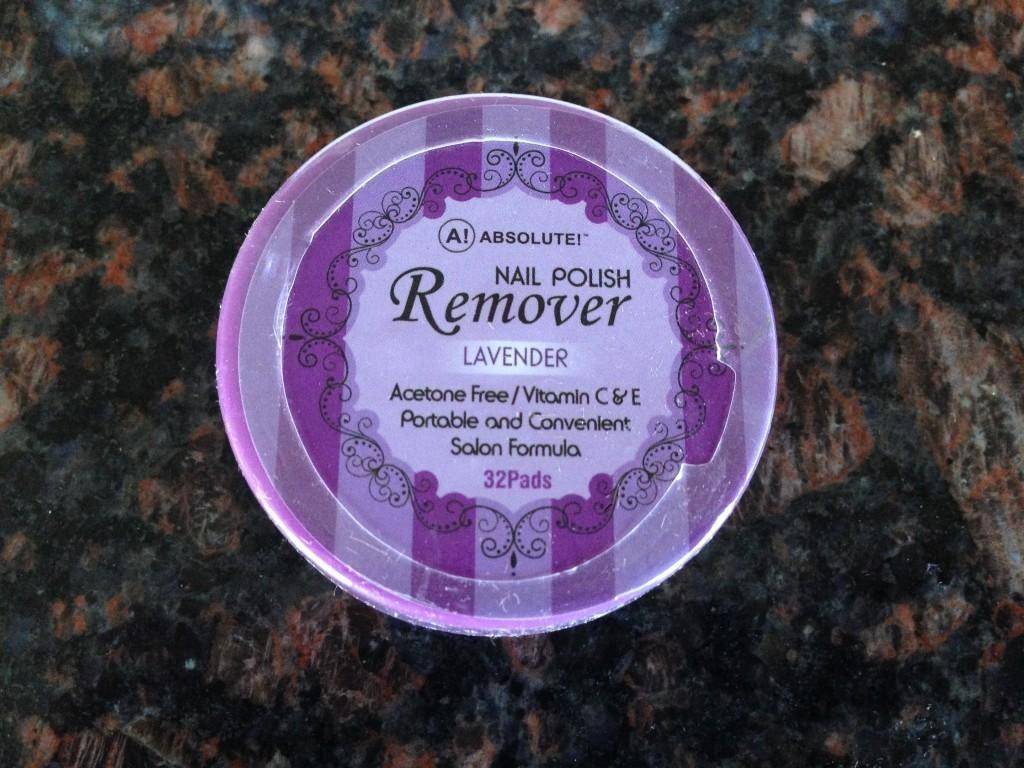 A! ABSOLUTE!™
NAIL POLISH
Remover
LAVENDER
Acetone Free / Vitamin C & E
Portable and Convenient
Salon Formula
32Pads